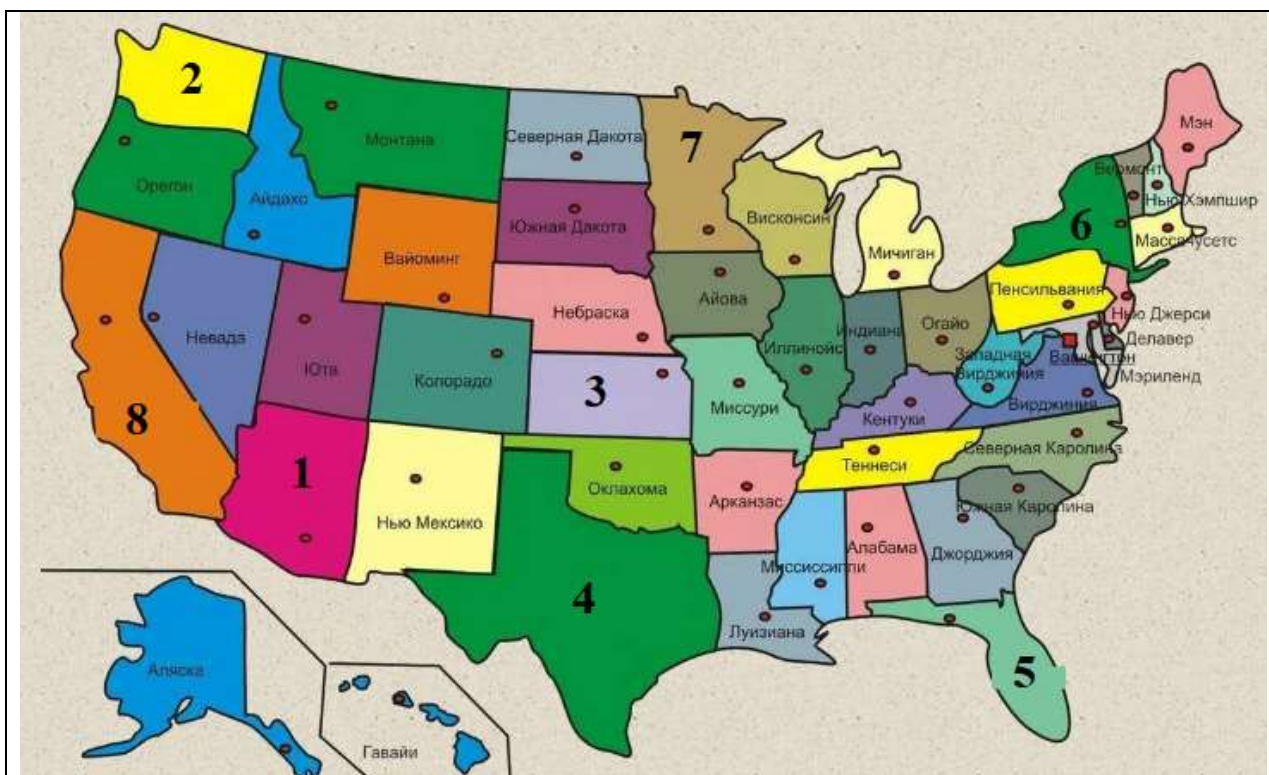 2
Монтана
Северная Дакота
7
Мэн
Орегон
Айдахо
Вермонт
Нью Хэмпшир
Южная Дакота
Висконсин
6
Массачусетс
Вайоминг
Мичиган
Пенсильвания
Айова
Небраска
Нью Джерси
Невада
Индиана
Огайо
Делавер
Иллинойс
Западная
Вирджиния
Вашингтон
Юта
Колорадо
Мэриленд
3
Миссури
Вирджиния
8
Кентуки
Северная Каролина
1
Теннеси
Оклахома
Арканзас
Южная Каролина
Нью Мексико
Алабама
Джорджия
Миссиссиппи
4
Луизиана
Аляска
5
Гавайи